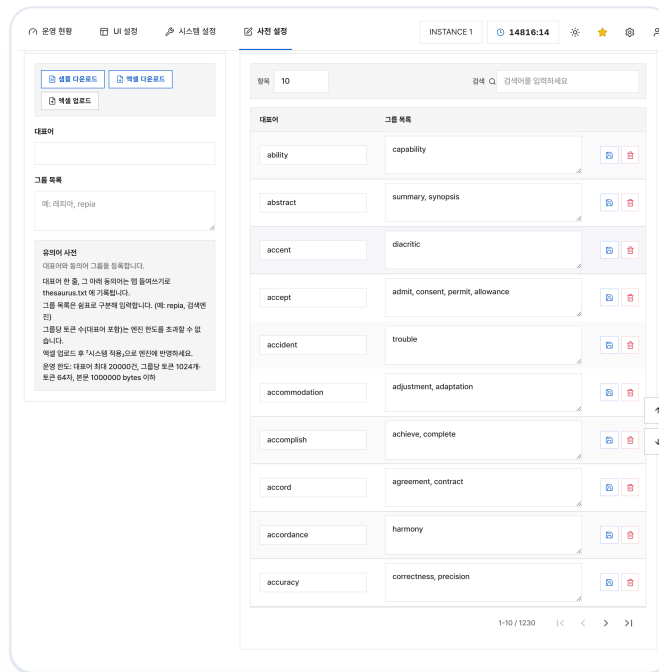 운영 현황
UI 설정
시스템 설정
사전 설정
INSTANCE 1
14816:14
샘플 다운로드
엑셀 다운로드
엑셀 업로드
대표어
그룹 목록
예: 래피아, repia
유의어 사전
대표어와 동의어 그룹을 등록합니다.
대표어 한 줄, 그 아래 동의어는 탭 들여쓰기로
thesaurus.txt 에 기록됩니다.
그룹 목록은 쉼표로 구분해 입력합니다. (예: repia, 검색엔
진)
그룹당 토큰 수(대표어 포함)는 엔진 한도를 초과할 수 없
습니다.
엑셀 업로드 후 「시스템 적용」으로 엔진에 반영하세요.
운영 한도: 대표어 최대 20000건, 그룹당 토큰 1024개·
토큰 64자, 본문 1000000 bytes 이하
항목 10
검색 검색어를 입력하세요
대표어 그룹 목록
ability capability
abstract summary, synopsis
accent diacritic
accept admit, consent, permit, allowance
accident trouble
accommodation adjustment, adaptation
accomplish achieve, complete
accord agreement, contract
accordance harmony
accuracy correctness, precision
1-10 / 1230